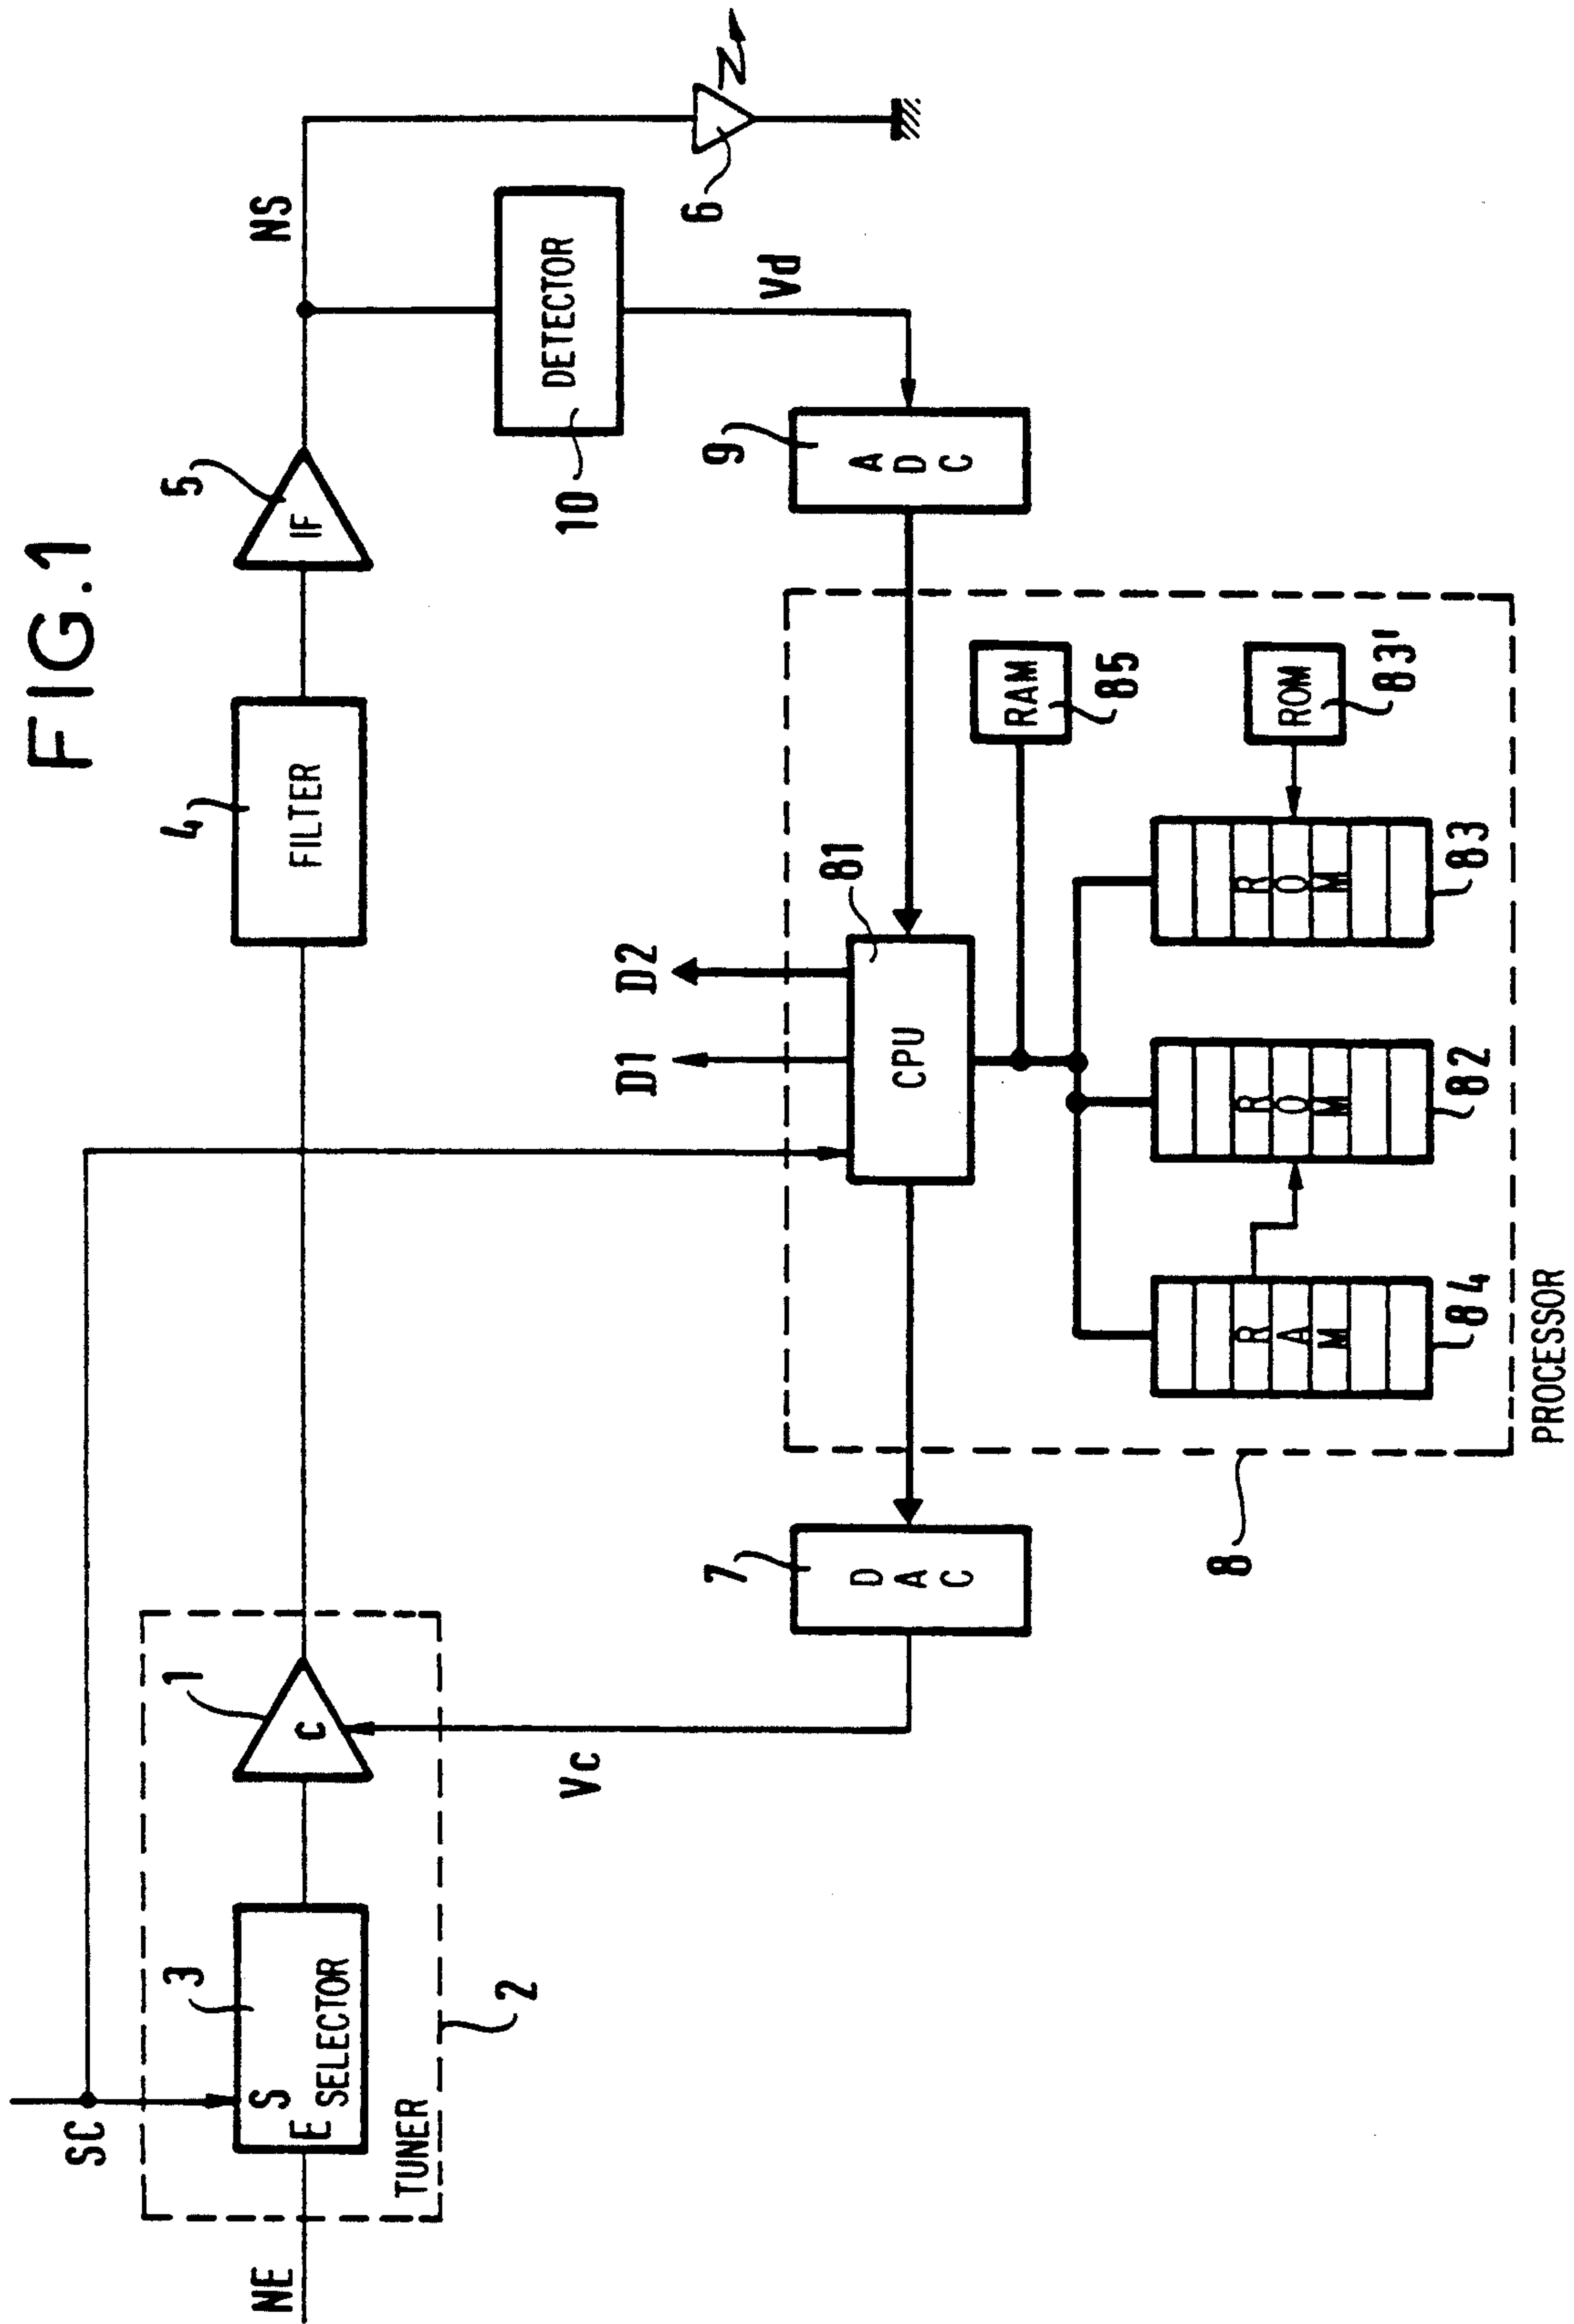 FIG.1
SC
NE
S
E
SELECTOR
3
TUNER
2
1
C
4
FILTER
5
IF
NS
6
DETECTOR
10
Vd
Vc
7
DAC
D1
D2
81
CPU
9
ADC
RAM
85
ROM
83'
RAM
84
ROM
82
ROM
83
8
PROCESSOR